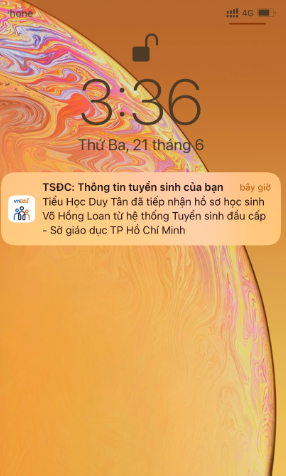 hone
4G
3:36
Thứ Ba, 21 tháng 6
TSĐC: Thông tin tuyển sinh của bạn
bây giờ
Tiểu Học Duy Tân đã tiếp nhận hồ sơ học sinh
Võ Hồng Loan từ hệ thống Tuyển sinh đầu cấp
- Sở giáo dục TP Hồ Chí Minh